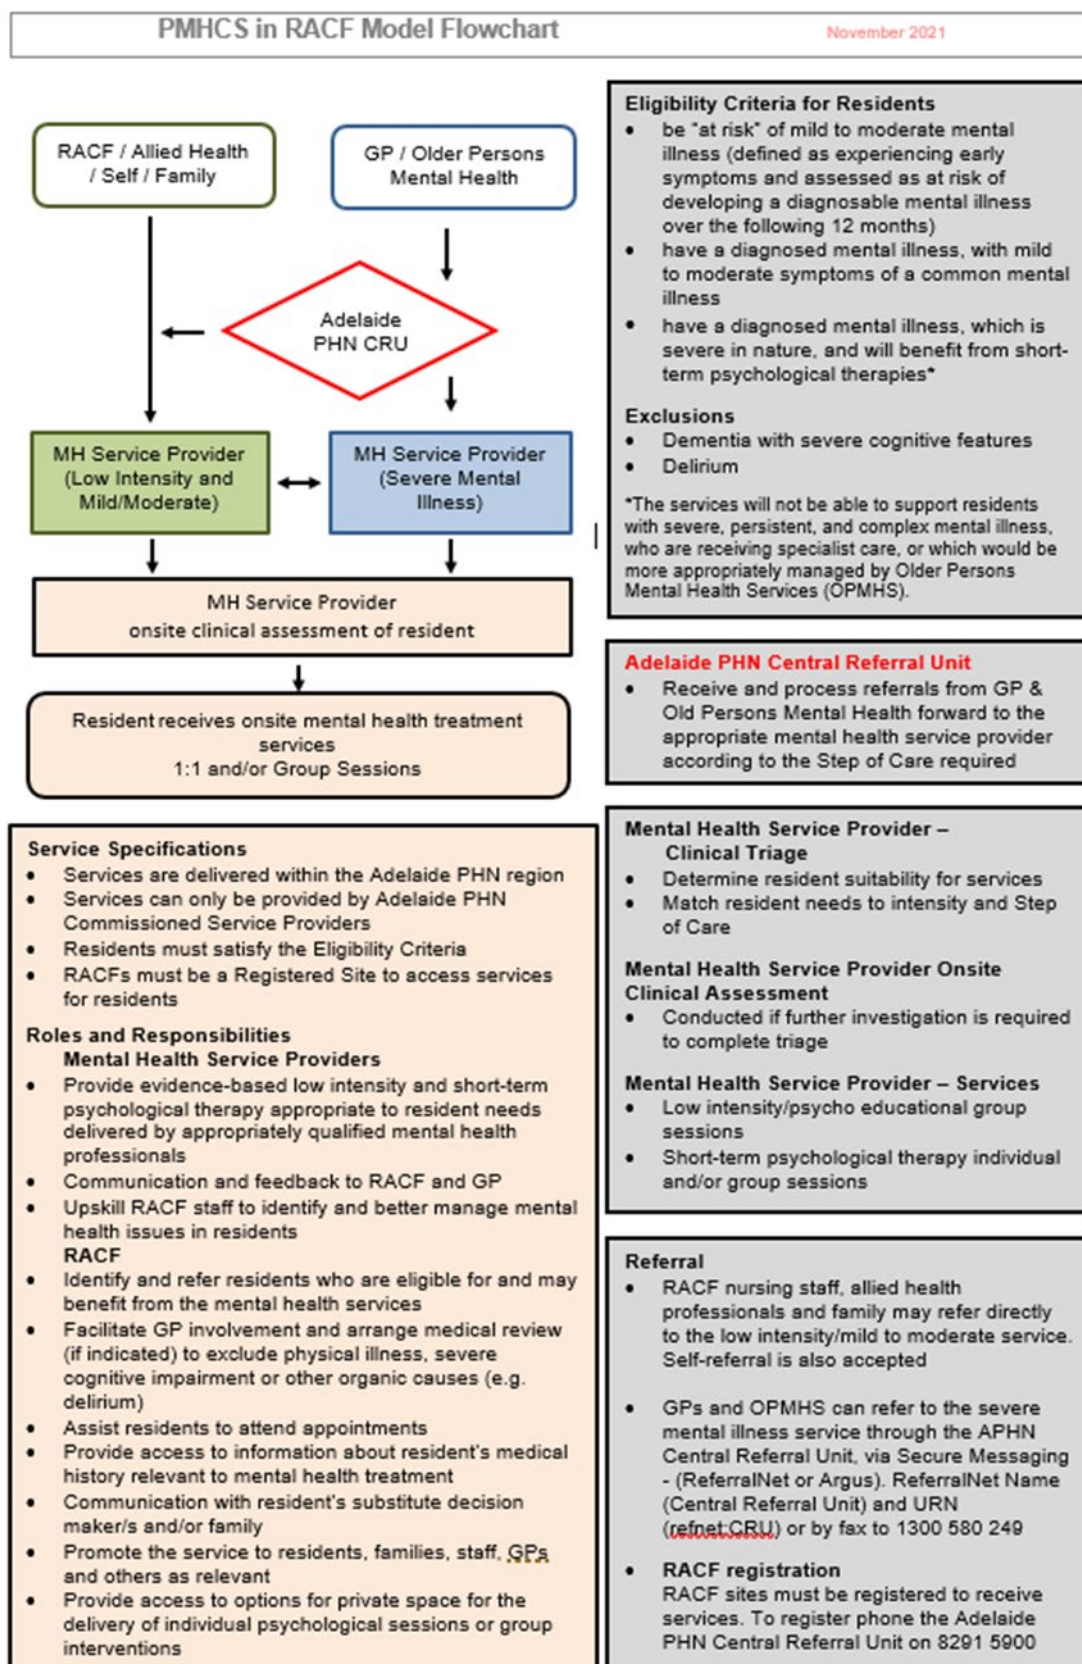 PMHCS in RACF Model Flowchart
November 2021
RACF / Allied Health
/ Self / Family
GP / Older Persons
Mental Health
Adelaide
PHN CRU
MH Service Provider
(Low Intensity and
Mild/Moderate)
MH Service Provider
(Severe Mental
Illness)
MH Service Provider
onsite clinical assessment of resident
Resident receives onsite mental health treatment
services
1:1 and/or Group Sessions
Service Specifications
• Services are delivered within the Adelaide PHN region
• Services can only be provided by Adelaide PHN
Commissioned Service Providers
• Residents must satisfy the Eligibility Criteria
• RACFs must be a Registered Site to access services
for residents
Roles and Responsibilities
Mental Health Service Providers
• Provide evidence-based low intensity and short-term
psychological therapy appropriate to resident needs
delivered by appropriately qualified mental health
professionals
• Communication and feedback to RACF and GP
• Upskill RACF staff to identify and better manage mental
health issues in residents
RACF
• Identify and refer residents who are eligible for and may
benefit from the mental health services
• Facilitate GP involvement and arrange medical review
(if indicated) to exclude physical illness, severe
cognitive impairment or other organic causes (e.g.
delirium)
• Assist residents to attend appointments
• Provide access to information about resident's medical
history relevant to mental health treatment
• Communication with resident's substitute decision
maker/s and/or family
• Promote the service to residents, families, staff, GPs
and others as relevant
• Provide access to options for private space for the
delivery of individual psychological sessions or group
interventions
Eligibility Criteria for Residents
• be "at risk" of mild to moderate mental
illness (defined as experiencing early
symptoms and assessed as at risk of
developing a diagnosable mental illness
over the following 12 months)
• have a diagnosed mental illness, with mild
to moderate symptoms of a common mental
illness
• have a diagnosed mental illness, which is
severe in nature, and will benefit from short-
term psychological therapies*
Exclusions
• Dementia with severe cognitive features
• Delirium
*The services will not be able to support residents
with severe, persistent, and complex mental illness,
who are receiving specialist care, or which would be
more appropriately managed by Older Persons
Mental Health Services (OPMHS).
Adelaide PHN Central Referral Unit
• Receive and process referrals from GP &
Old Persons Mental Health forward to the
appropriate mental health service provider
according to the Step of Care required
Mental Health Service Provider –
Clinical Triage
• Determine resident suitability for services
• Match resident needs to intensity and Step
of Care
Mental Health Service Provider Onsite
Clinical Assessment
• Conducted if further investigation is required
to complete triage
Mental Health Service Provider – Services
• Low intensity/psycho educational group
sessions
• Short-term psychological therapy individual
and/or group sessions
Referral
• RACF nursing staff, allied health
professionals and family may refer directly
to the low intensity/mild to moderate service.
Self-referral is also accepted
• GPs and OPMHS can refer to the severe
mental illness service through the APHN
Central Referral Unit, via Secure Messaging
- (ReferralNet or Argus). ReferralNet Name
(Central Referral Unit) and URN
(refnet:CRU) or by fax to 1300 580 249
• RACF registration
RACF sites must be registered to receive
services. To register phone the Adelaide
PHN Central Referral Unit on 8291 5900